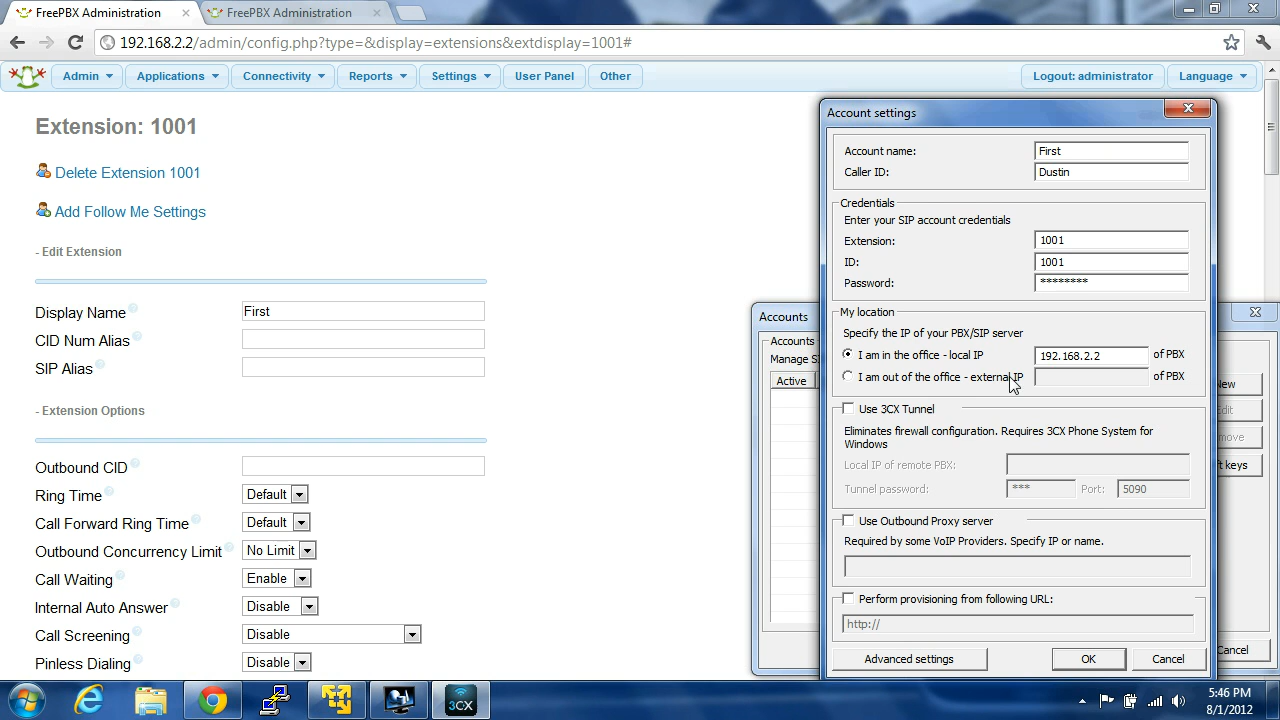 FreePBX Administration
FreePBX Administration
192.168.2.2/admin/config.php?type=&display=extensions&extdisplay=1001#
Admin Applications Connectivity Reports Settings User Panel Other Logout: administrator Language
Extension: 1001
Delete Extension 1001
Add Follow Me Settings
- Edit Extension
Display Name First
CID Num Alias
SIP Alias
- Extension Options
Outbound CID
Ring Time Default
Call Forward Ring Time Default
Outbound Concurrency Limit No Limit
Call Waiting Enable
Internal Auto Answer Disable
Call Screening Disable
Pinless Dialing Disable
Accounts
Accounts
Manage
Active
Edit
Cancel
Account settings
Account name: First
Caller ID: Dustin
Credentials
Enter your SIP account credentials
Extension: 1001
ID: 1001
Password: ********
My location
Specify the IP of your PBX/SIP server
I am in the office - local IP 192.168.2.2 of PBX
I am out of the office - external IP of PBX
Use 3CX Tunnel
Eliminates firewall configuration. Requires 3CX Phone System for
Windows
Local IP of remote PBX:
Tunnel password: *** Port: 5090
Use Outbound Proxy server
Required by some VoIP Providers. Specify IP or name.
Perform provisioning from following URL:
http://
Advanced settings OK Cancel
3CX
5:46 PM
8/1/2012